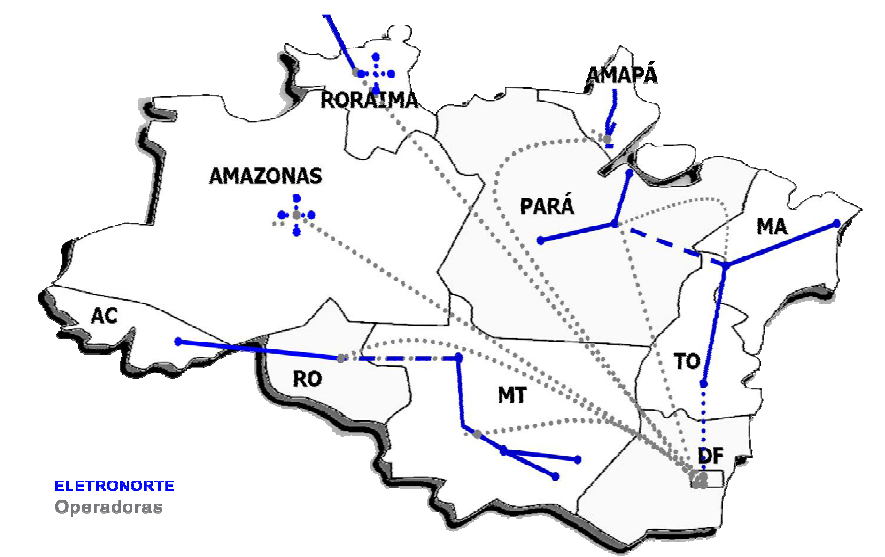 AMAPÁ
RORAIMA
AMAZONAS
PARÁ
MA
AC
RO
MT
TO
DF
ELETRONORTE
Operadoras